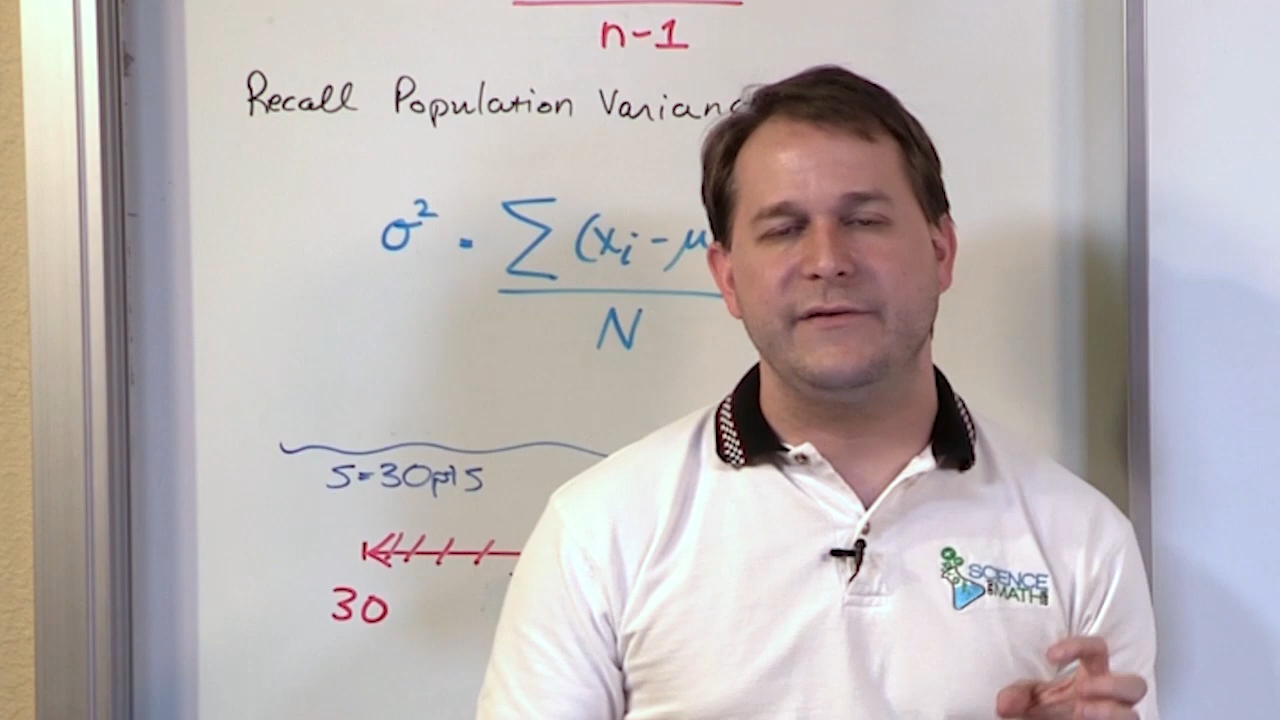 n-1
Recall Population Varianc
σ² = ∑ (xᵢ - μ
N
s=30pts
30
SCIENCE
MATH